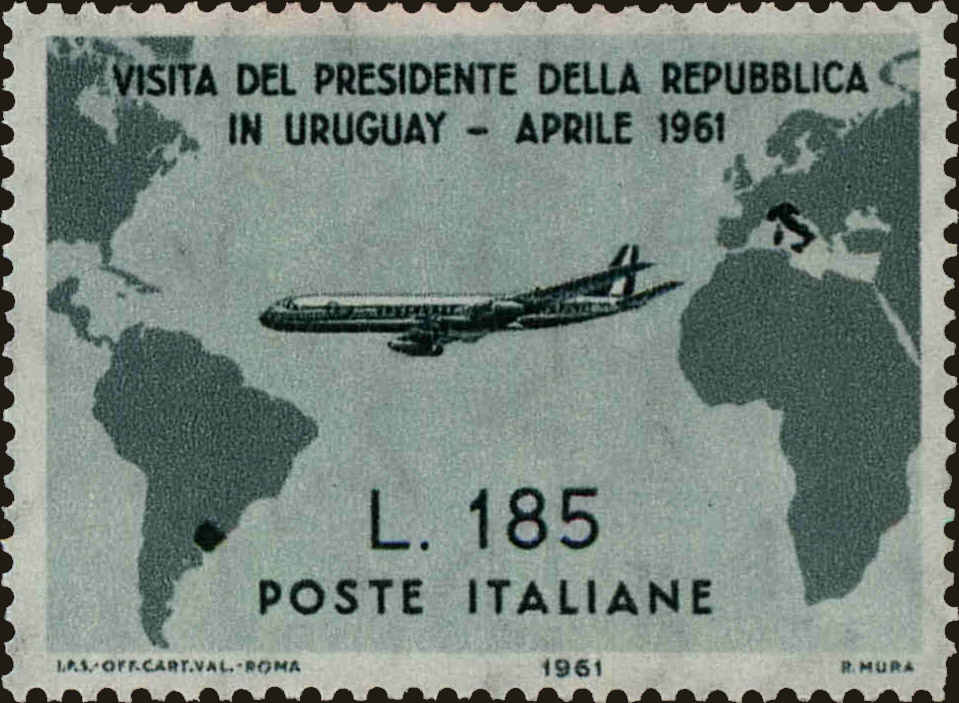 VISITA DEL PRESIDENTE DELLA REPUBBLICA
IN URUGUAY - APRILE 1961
L. 185
POSTE ITALIANE
I.P.S.-OFF.CART.VAL.-ROMA 1961 R.MURA